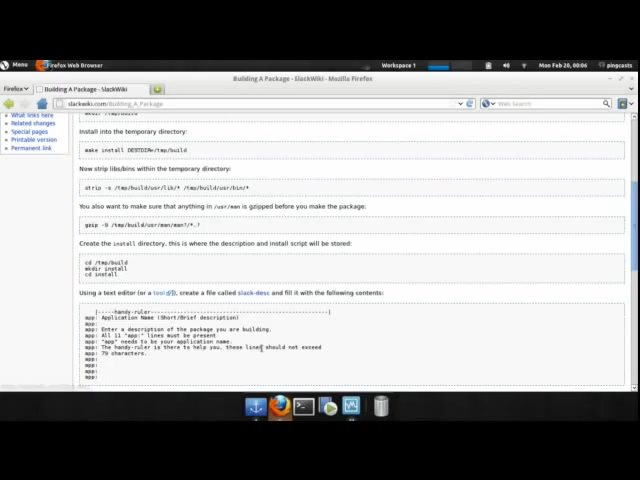 Menu
Firefox Web Browser
Workspace 1
Mon Feb 20, 00:06
pingcasts
Building A Package - SlackWiki - Mozilla Firefox
Firefox
Building A Package - SlackWiki
slackwiki.com/Building_A_Package
Web Search
What links here
Related changes
Special pages
Printable version
Permanent link
Install into the temporary directory:
make install DESTDIR=/tmp/build
Now strip libs/bins within the temporary directory:
strip -s /tmp/build/usr/lib/* /tmp/build/usr/bin/*
You also want to make sure that anything in /usr/man is gzipped before you make the package:
gzip -9 /tmp/build/usr/man/man?/*.?
Create the install directory, this is where the description and install script will be stored:
cd /tmp/build
mkdir install
cd install
Using a text editor (or a tool), create a file called slack-desc and fill it with the following contents:
|-----handy-ruler------------------------------------------------------|
app: Application Name (Short/Brief description)
app:
app: Enter a description of the package you are building.
app: All 11 "app:" lines must be present
app: "app" needs to be your application name.
app: The handy-ruler is there to help you, these lines should not exceed
app: 79 characters.
app:
app:
app:
app: